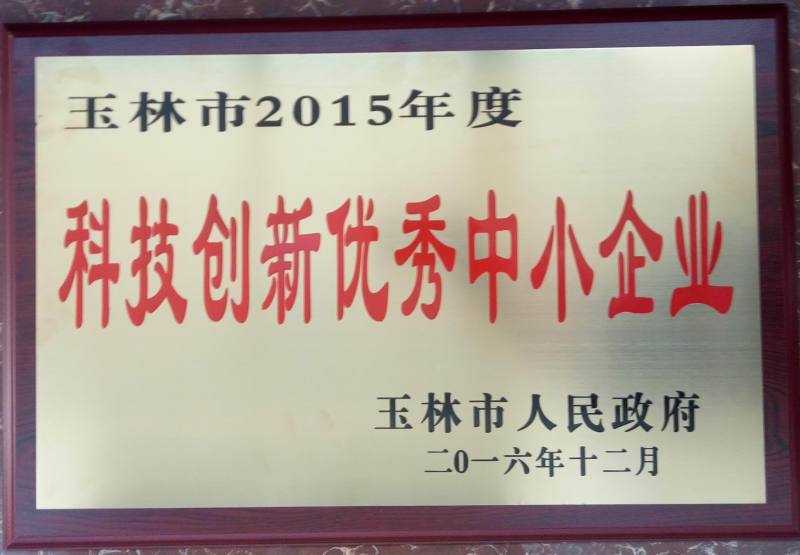 玉林市2015年度
科技创新优秀中小企业
玉林市人民政府
二0一六年十二月